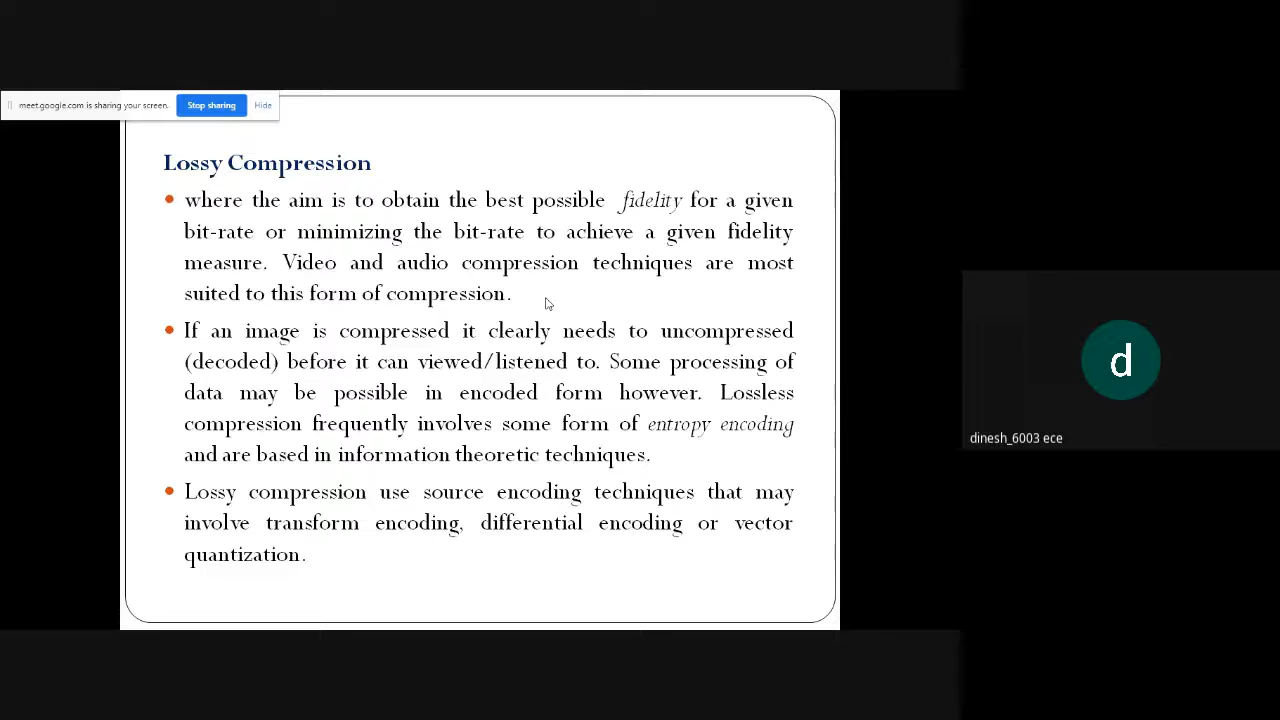 meet.google.com is sharing your screen.
Stop sharing
Hide
Lossy Compression
where the aim is to obtain the best possible fidelity for a given
bit-rate or minimizing the bit-rate to achieve a given fidelity
measure. Video and audio compression techniques are most
suited to this form of compression.
If an image is compressed it clearly needs to uncompressed
(decoded) before it can viewed/listened to. Some processing of
data may be possible in encoded form however. Lossless
compression frequently involves some form of entropy encoding
and are based in information theoretic techniques.
Lossy compression use source encoding techniques that may
involve transform encoding, differential encoding or vector
quantization.
d
dinesh_6003 ece